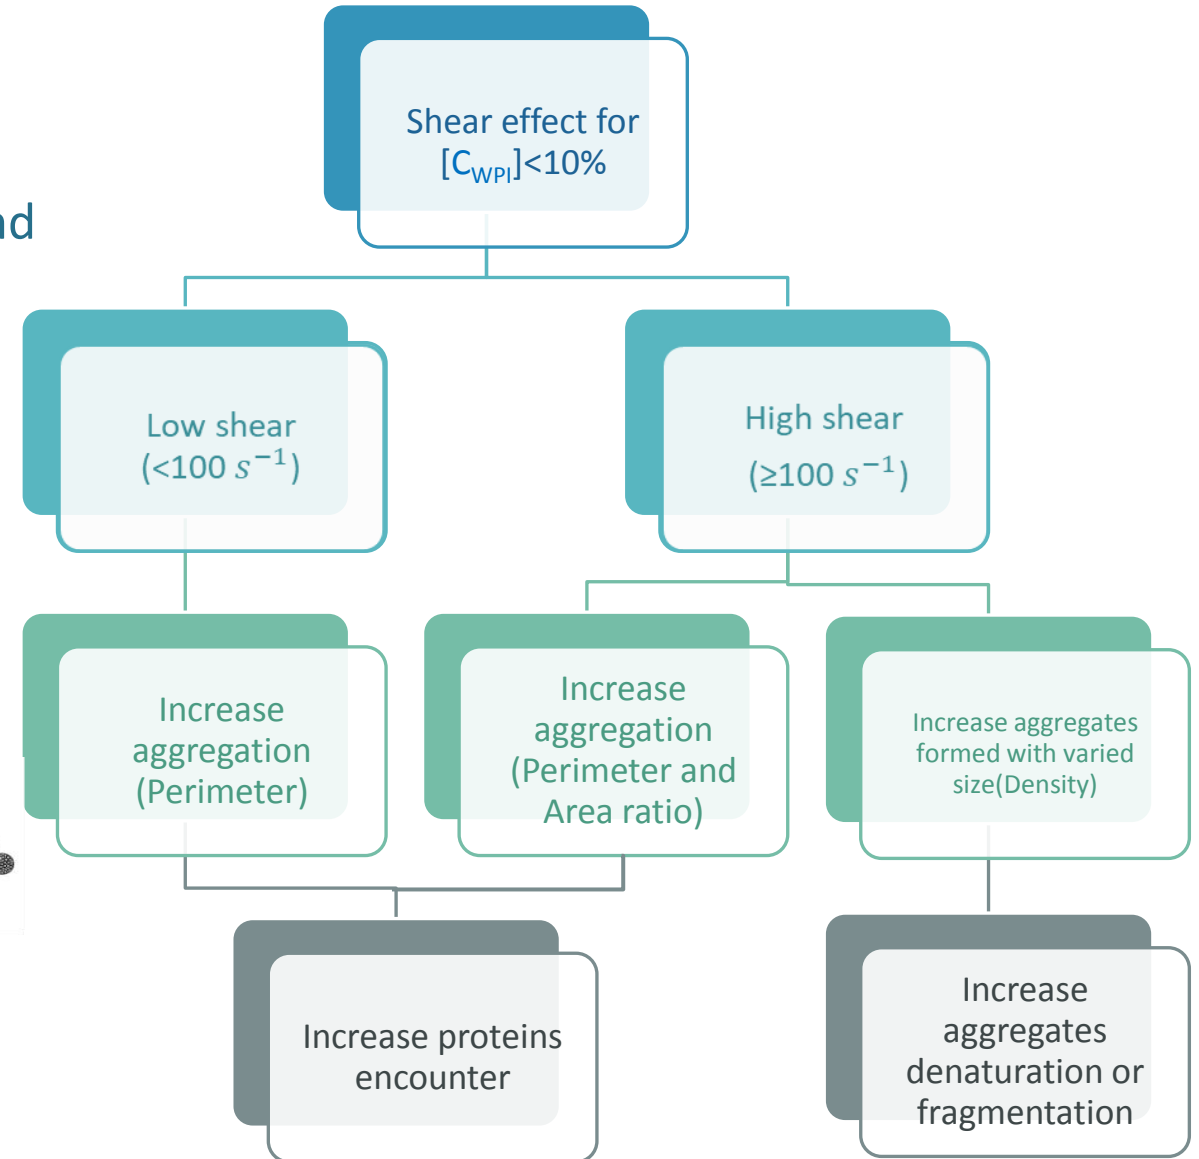 Shear effect for
[C_WPI]<10%
nd
Low shear
(<100 s⁻¹)
High shear
(≥100 s⁻¹)
Increase
aggregation
(Perimeter)
Increase
aggregation
(Perimeter and
Area ratio)
Increase aggregates
formed with varied
size(Density)
Increase proteins
encounter
Increase
aggregates
denaturation or
fragmentation